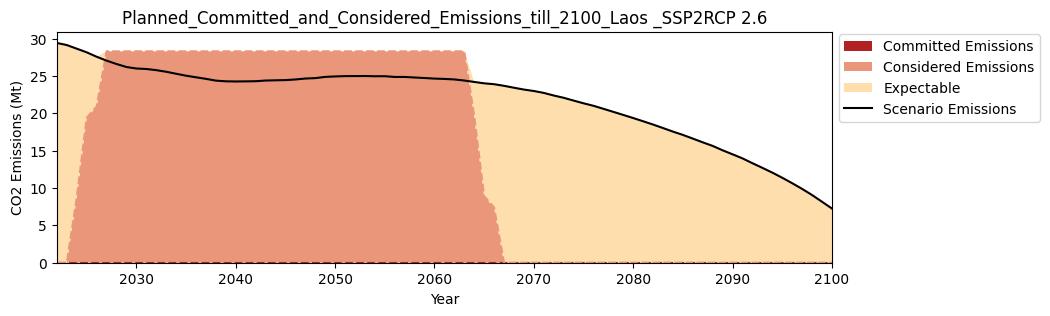 Planned_Committed_and_Considered_Emissions_till_2100_Laos _SSP2RCP 2.6
30
25
20
15
10
5
0
CO2 Emissions (Mt)
2030 2040 2050 2060 2070 2080 2090 2100
Year
Committed Emissions
Considered Emissions
Expectable
Scenario Emissions